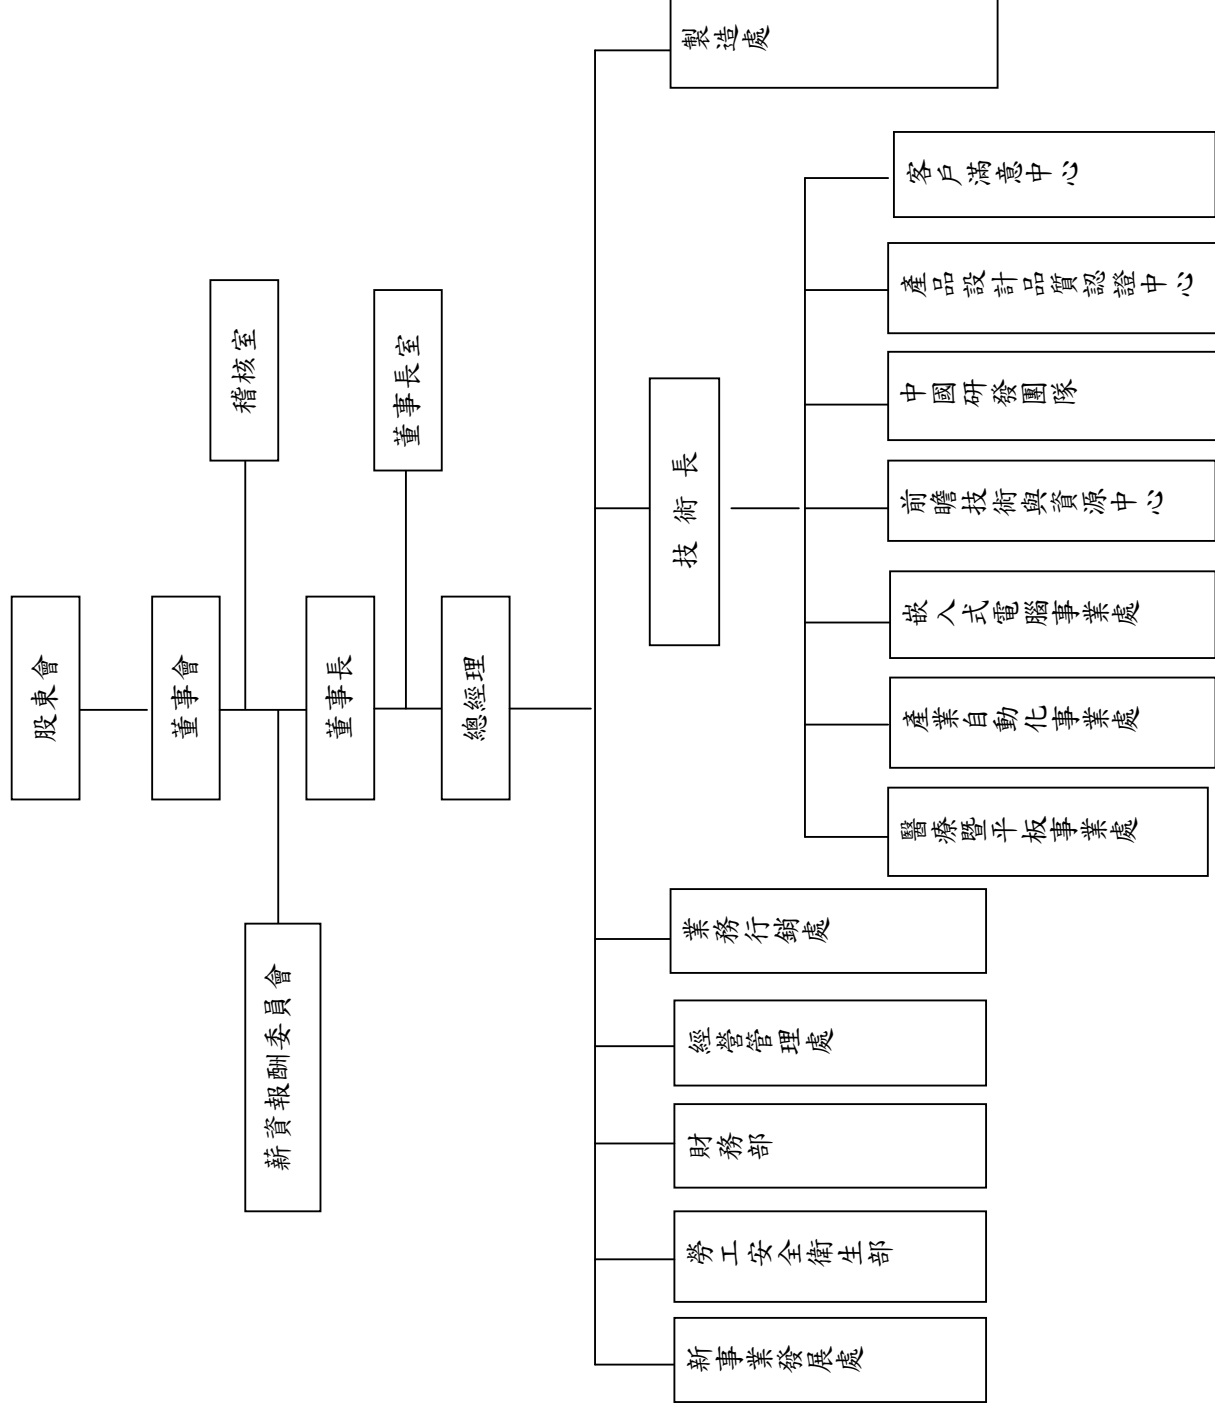 股東會
董事會
稽核室
薪資報酬委員會
董事長
董事長室
總經理
新事業發展處
勞工安全衛生部
財務部
經營管理處
業務行銷處
技術長
製造處
醫療暨平板事業處
產業自動化事業處
嵌入式電腦事業處
前瞻技術與資源中心
中國研發團隊
產品設計品質認證中心
客戶滿意中心